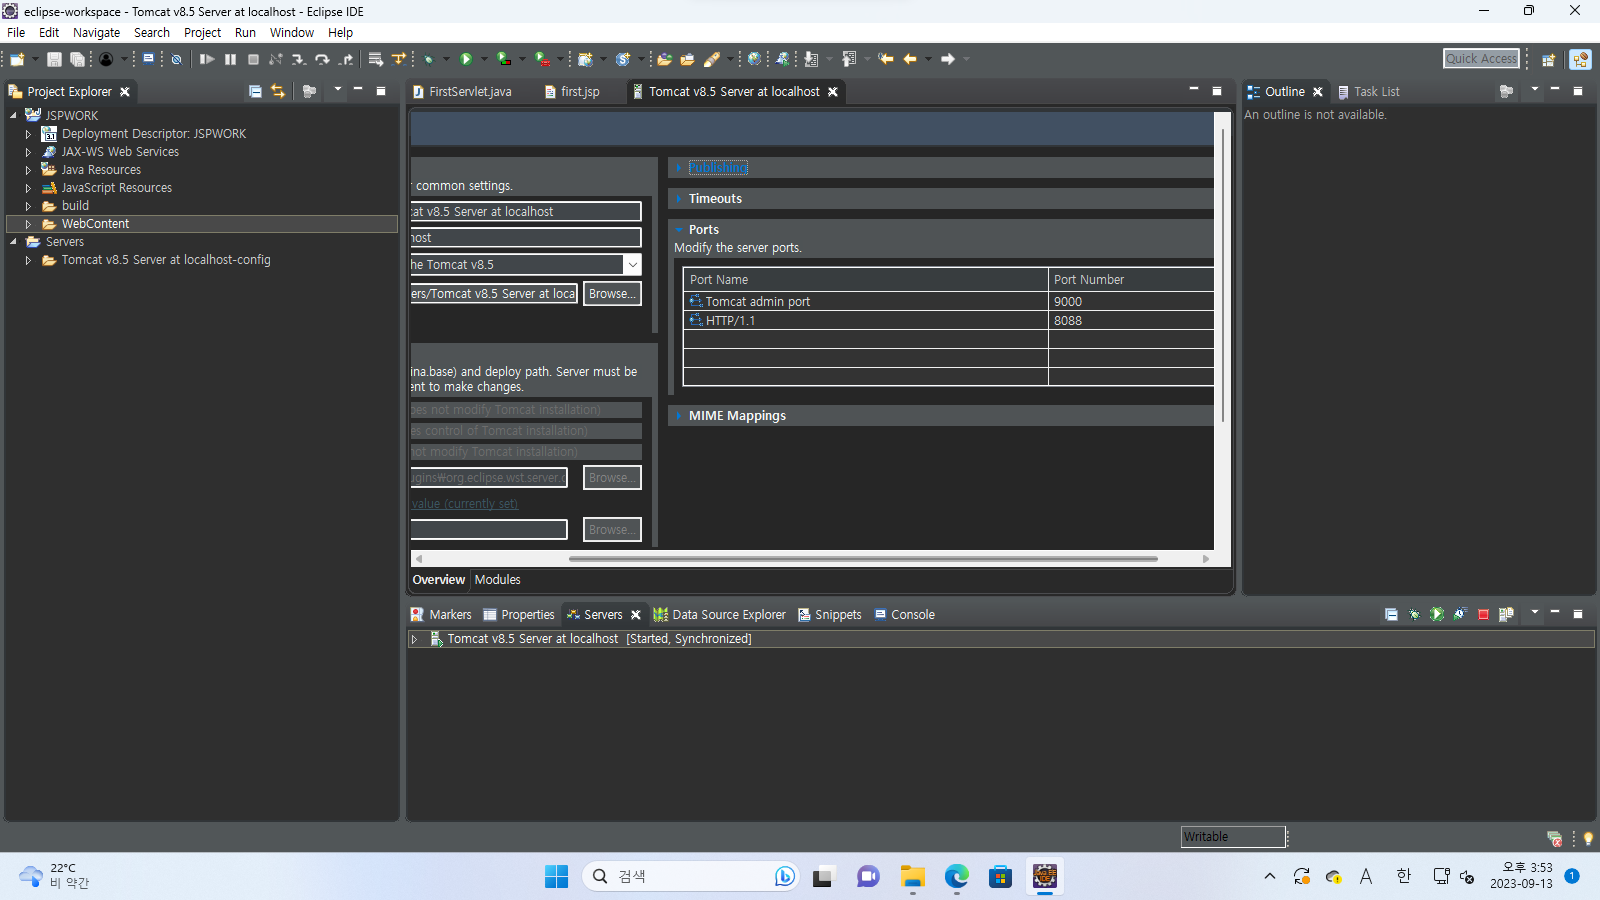 eclipse-workspace - Tomcat v8.5 Server at localhost - Eclipse IDE
File Edit Navigate Search Project Run Window Help
Quick Access
Project Explorer
JSPWORK
Deployment Descriptor: JSPWORK
JAX-WS Web Services
Java Resources
JavaScript Resources
build
WebContent
Servers
Tomcat v8.5 Server at localhost-config
FirstServlet.java
first.jsp
Tomcat v8.5 Server at localhost
common settings.
cat v8.5 Server at localhost
host
he Tomcat v8.5
ers/Tomcat v8.5 Server at loca
Browse...
ina.base) and deploy path. Server must be
ent to make changes.
oes not modify Tomcat installation)
es control of Tomcat installation)
not modify Tomcat installation)
ugins₩org.eclipse.wst.server.c
Browse...
value (currently set)
Browse...
Publishing
Timeouts
Ports
Modify the server ports.
Port Name Port Number
Tomcat admin port 9000
HTTP/1.1 8088
MIME Mappings
Overview Modules
Outline
Task List
An outline is not available.
Markers Properties Servers Data Source Explorer Snippets Console
Tomcat v8.5 Server at localhost [Started, Synchronized]
Writable
22°C
비 약간
검색
A 한
오후 3:53
2023-09-13
1